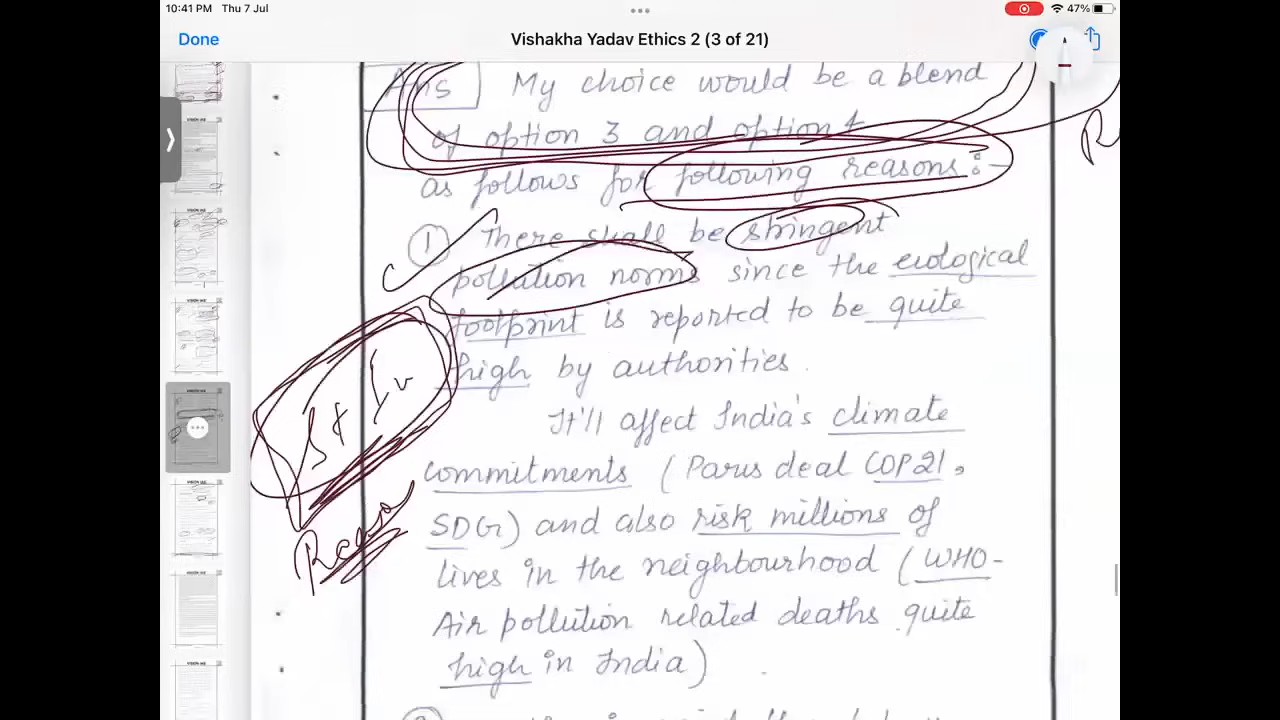 10:41 PM Thu 7 Jul
47%
Done
Vishakha Yadav Ethics 2 (3 of 21)
Ans My choice would be a blend
of option 3 and option 4
as follows for following reasons :-
① There shall be stringent
pollution norms since the ecological
footprint is reported to be quite
high by authorities.
It'll affect India's climate
commitments (Paris deal COP21,
SDG) and also risk millions of
lives in the neighbourhood (WHO-
Air pollution related deaths quite
high in India)
Reason